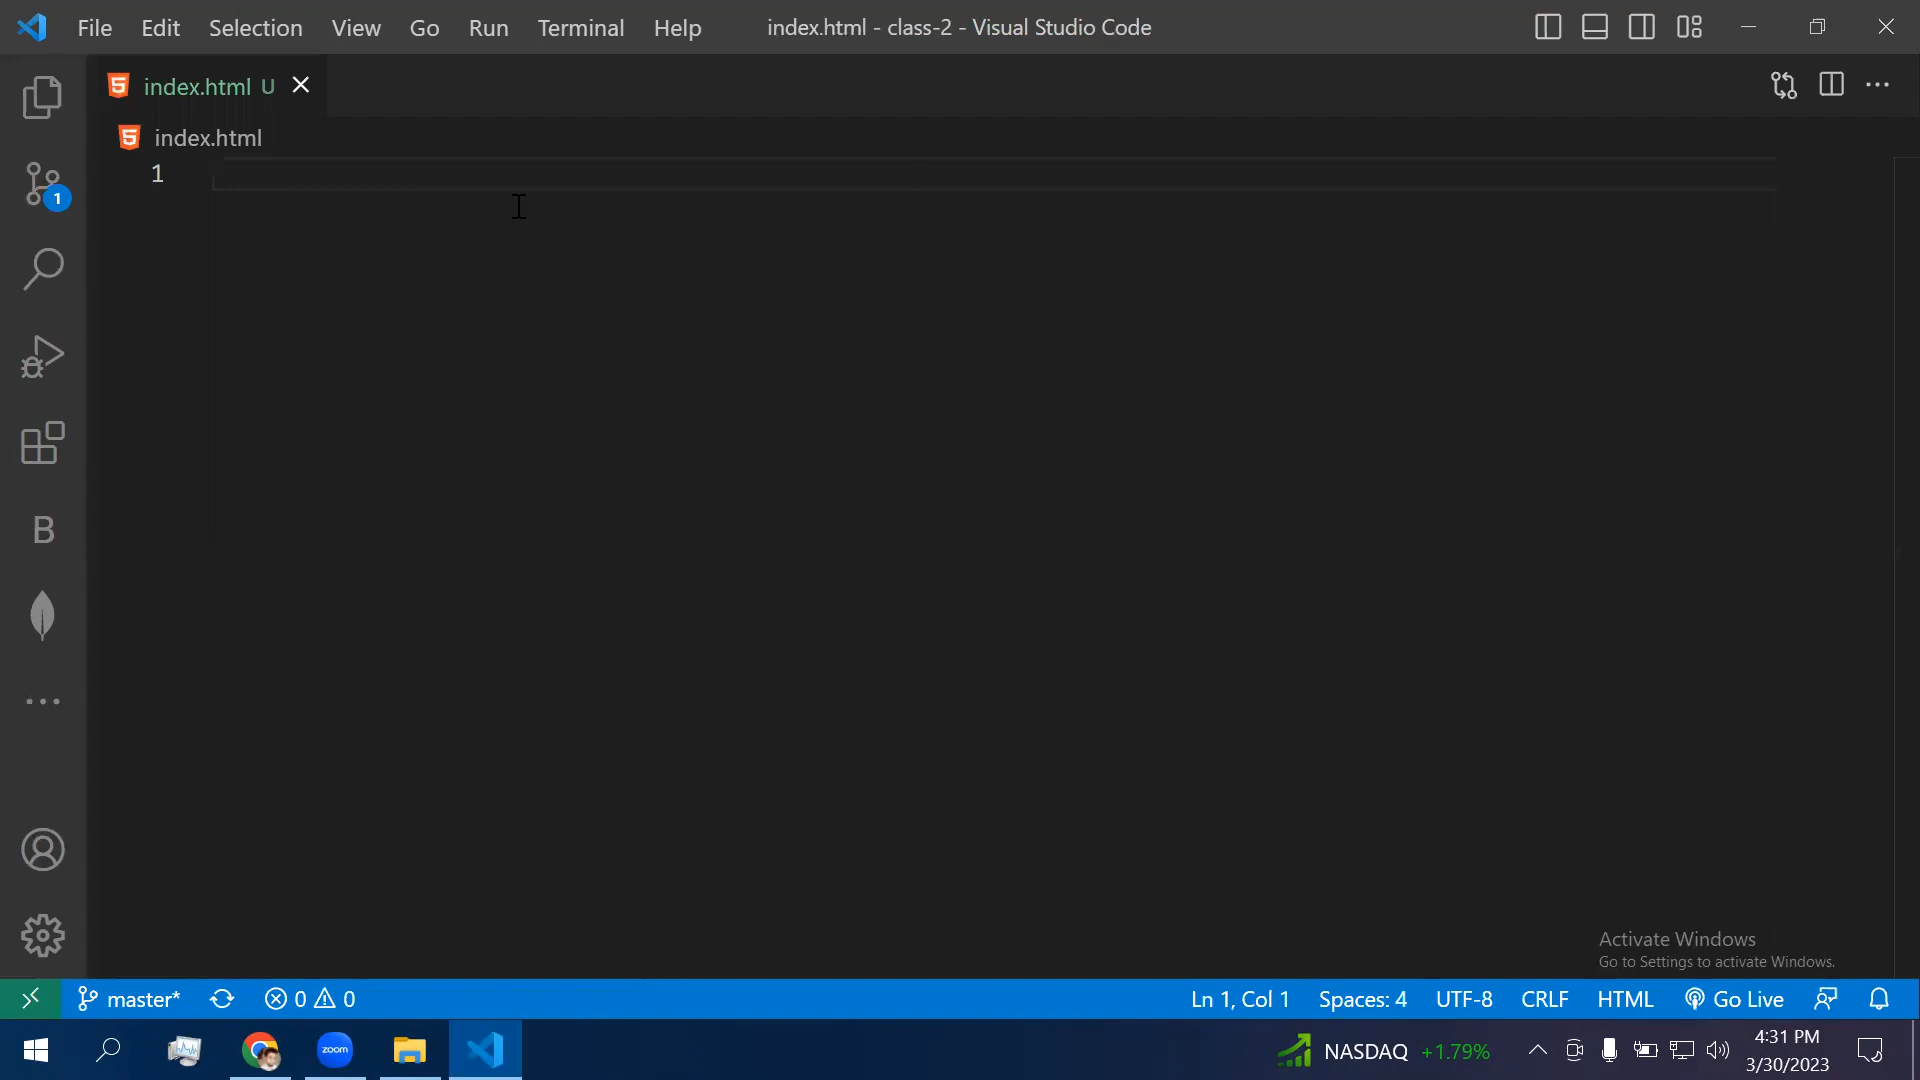 File Edit Selection View Go Run Terminal Help index.html - class-2 - Visual Studio Code
index.html U
index.html
1
1
B
Activate Windows
Go to Settings to activate Windows.
master* 0 0 Ln 1, Col 1 Spaces: 4 UTF-8 CRLF HTML Go Live
zoom NASDAQ +1.79% 4:31 PM
3/30/2023